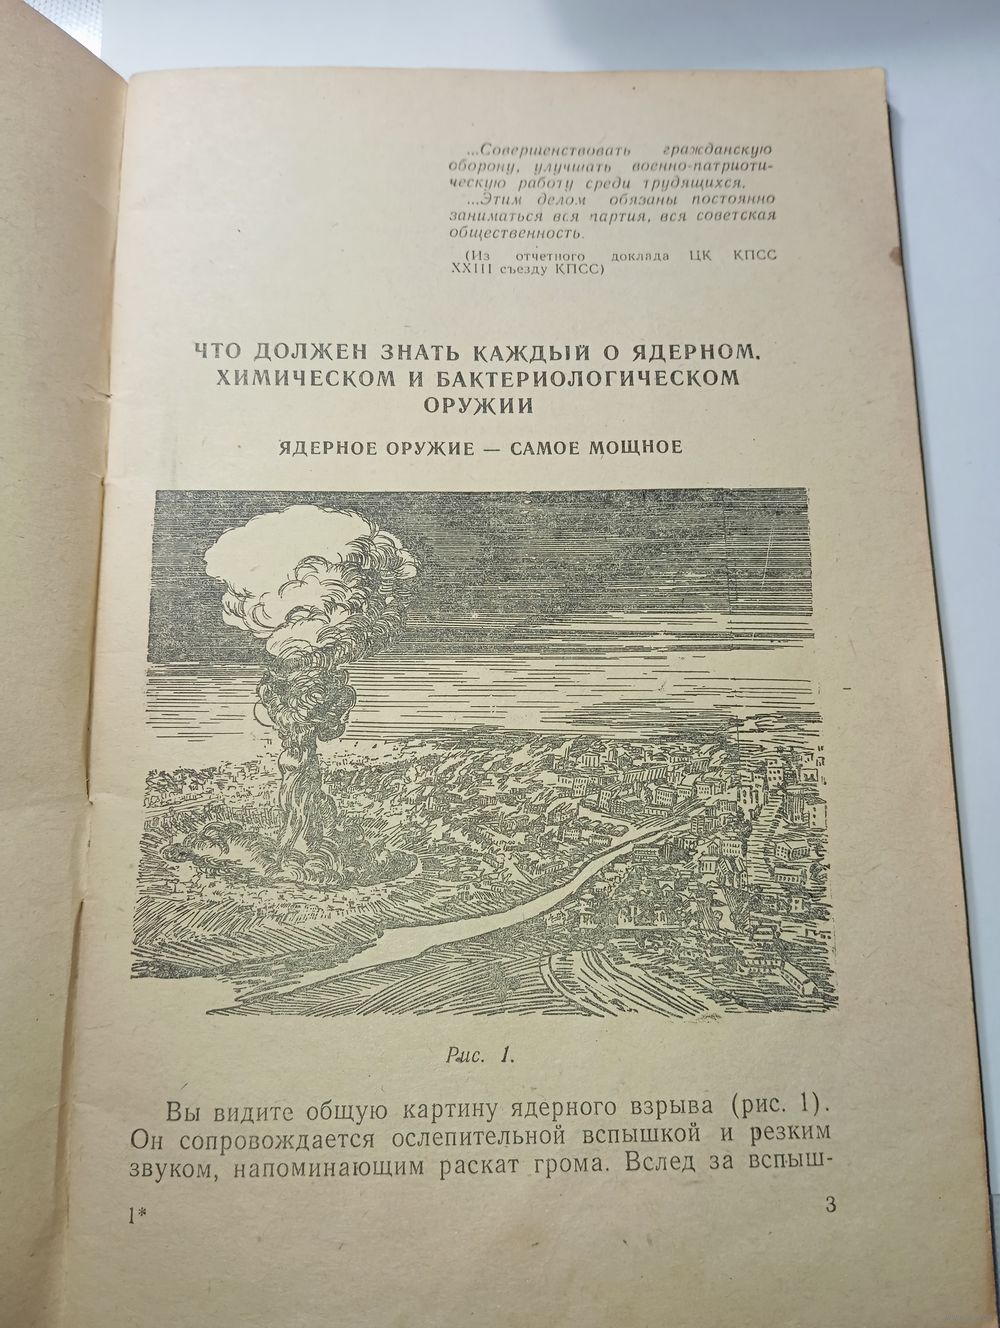 ...Совершенствовать гражданскую
оборону, улучшать военно-патриоти-
ческую работу среди трудящихся.
...Этим делом обязаны постоянно
заниматься вся партия, вся советская
общественность.
(Из отчетного доклада ЦК КПСС
XXIII съезду КПСС)
ЧТО ДОЛЖЕН ЗНАТЬ КАЖДЫЙ О ЯДЕРНОМ,
ХИМИЧЕСКОМ И БАКТЕРИОЛОГИЧЕСКОМ
ОРУЖИИ
ЯДЕРНОЕ ОРУЖИЕ — САМОЕ МОЩНОЕ
Рис. 1.
Вы видите общую картину ядерного взрыва (рис. 1).
Он сопровождается ослепительной вспышкой и резким
звуком, напоминающим раскат грома. Вслед за вспыш-
1*
3